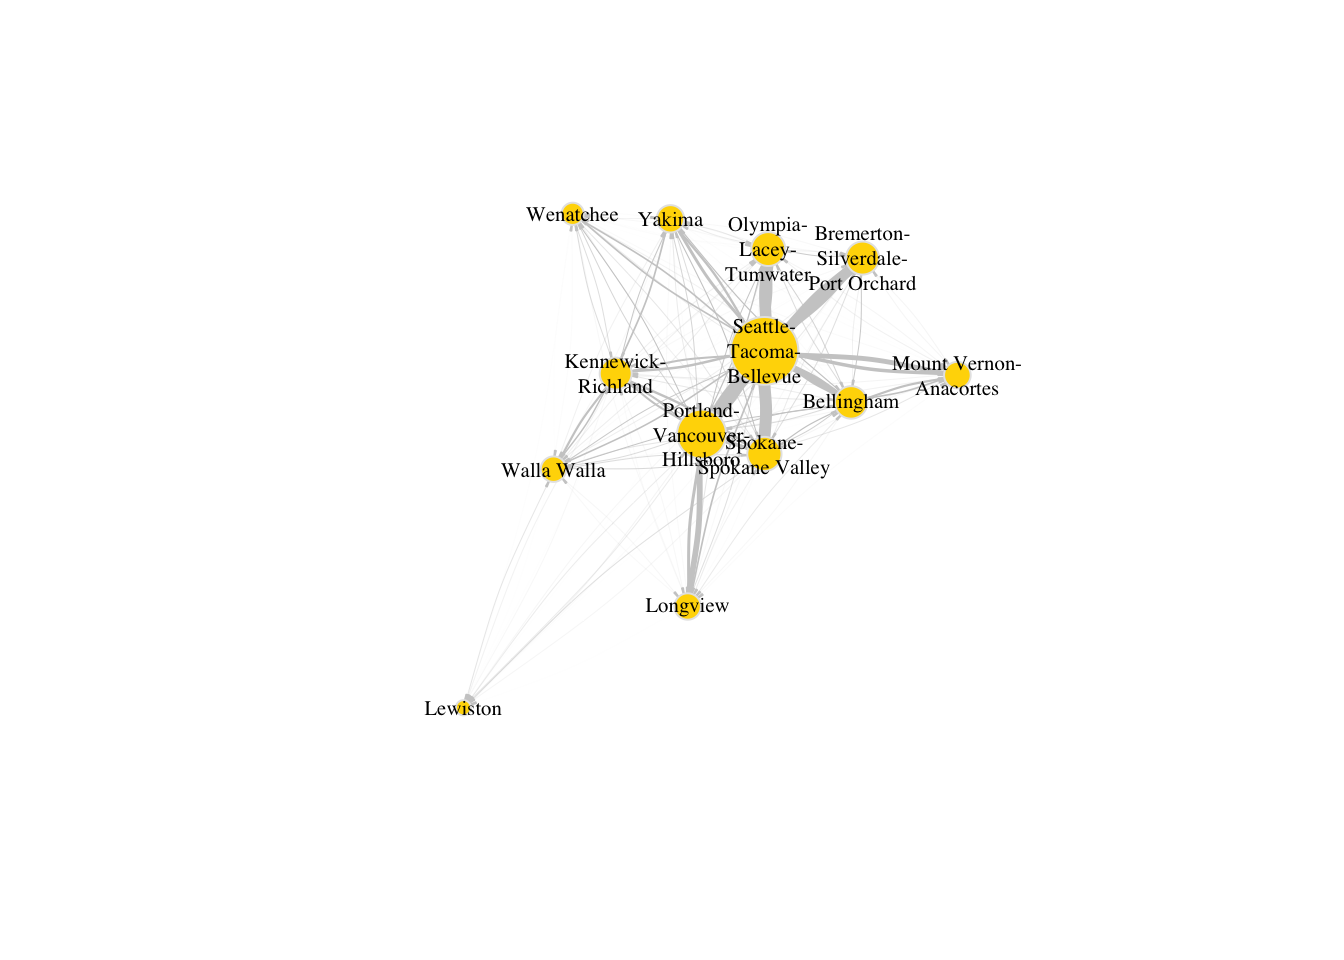 Wenatchee
Yakima
Olympia-
Lacey-
Tumwater
Bremerton-
Silverdale-
Port Orchard
Seattle-
Tacoma-
Bellevue
Kennewick-
Richland
Mount Vernon-
Anacortes
Bellingham
Portland-
Vancouver-
Hillsboro
Spokane-
Spokane Valley
Walla Walla
Longview
Lewiston